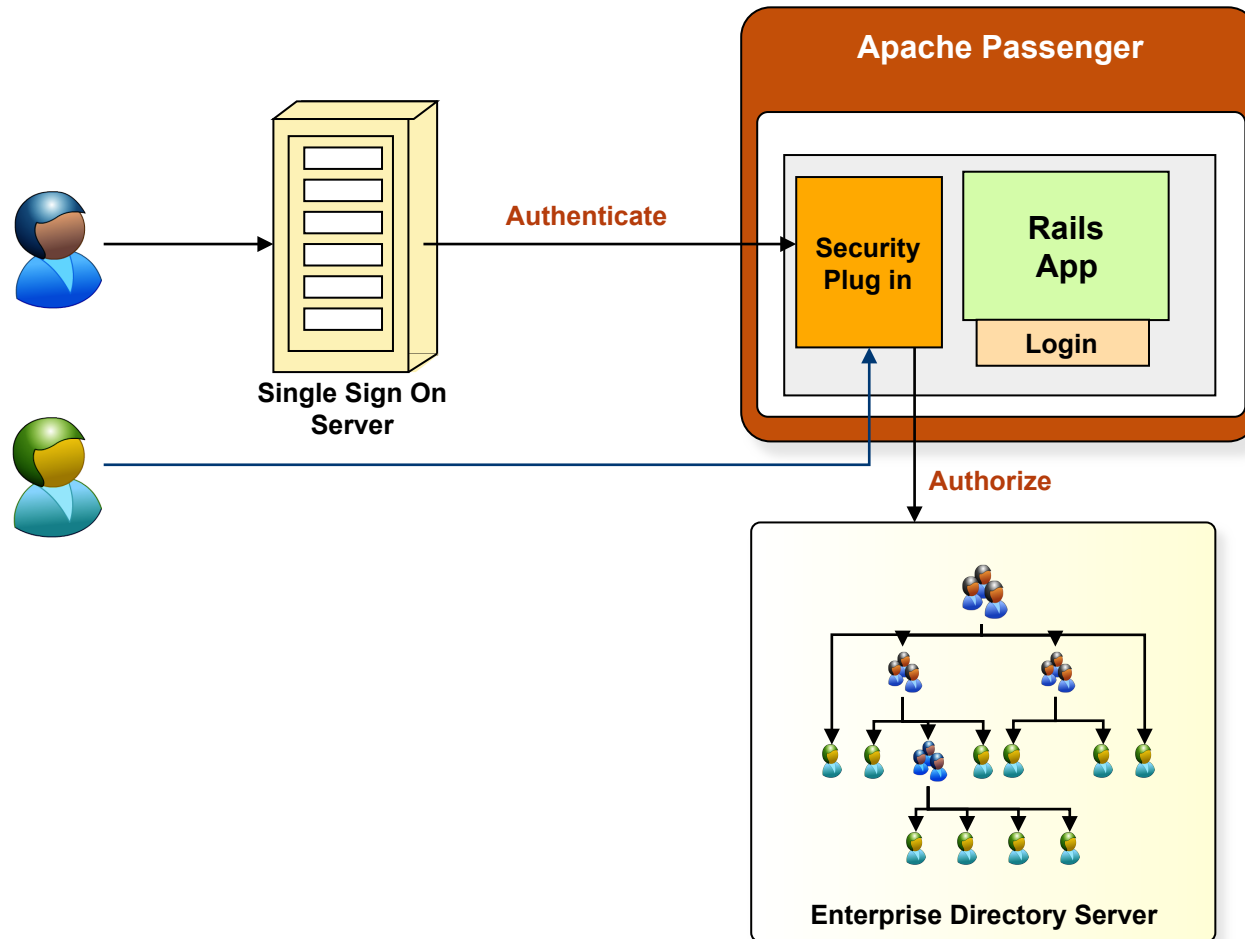 Apache Passenger
Authenticate
Security
Plug in
Rails
App
Login
Single Sign On
Server
Authorize
Enterprise Directory Server